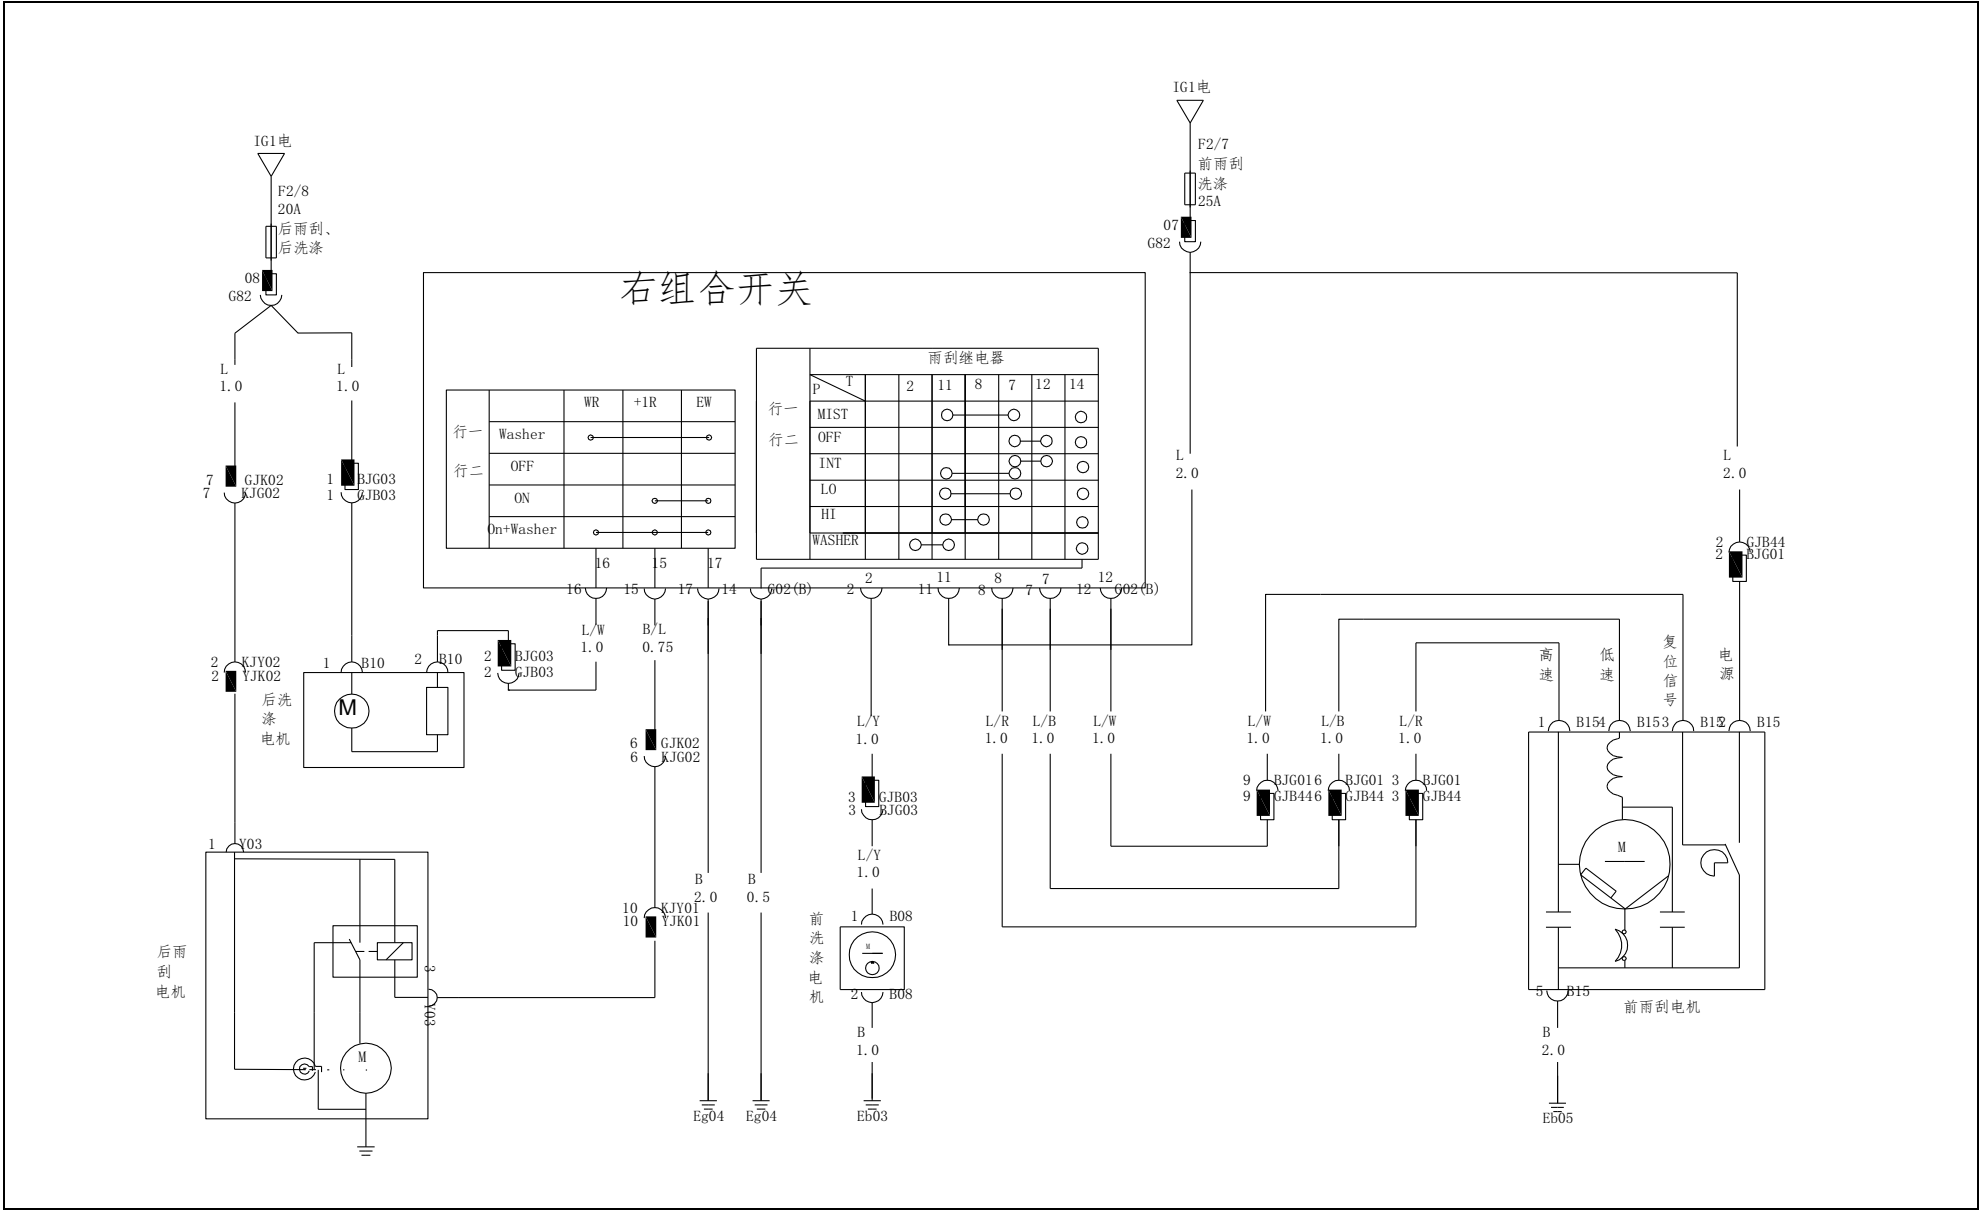 IG1电
F2/7
前雨刮
洗涤
25A
07
G82
IG1电
F2/8
20A
后雨刮、
后洗涤
08
G82
L
1.0
L
1.0
7 GJK02
7 KJG02
1 BJG03
1 GJB03
右组合开关
WR +1R EW
行一 Washer
行二 OFF
ON
On+Washer
16 15 17
雨刮继电器
P T 2 11 8 7 12 14
行一 MIST
行二 OFF
INT
LO
HI
WASHER
2 11 8 7 12
16 15 17 14 G02(B) 2 11 8 7 12 G02(B)
L
2.0
L
2.0
2 GJB44
2 BJG01
L/W
1.0
B/L
0.75
2 BJG03
2 GJB03
2 KJY02
2 YJK02
1 B10
2 B10
后洗
涤
电机
M
6 GJK02
6 KJG02
L/Y
1.0
L/R
1.0
L/B
1.0
L/W
1.0
L/W
1.0
L/B
1.0
L/R
1.0
高速
低速
复位信号
电源
1 B15
4 B15
3 B15
2 B15
9 BJG01
9 GJB44
6 BJG01
6 GJB44
3 BJG01
3 GJB44
3 GJB03
3 BJG03
L/Y
1.0
1 Y03
B
2.0
B
0.5
10 KJY01
10 YJK01
前洗涤电机
1 B08
M
2 B08
M
后雨
刮
电机
3
Y03
M
5 B15
前雨刮电机
B
1.0
B
2.0
Eg04
Eg04
Eb03
Eb05